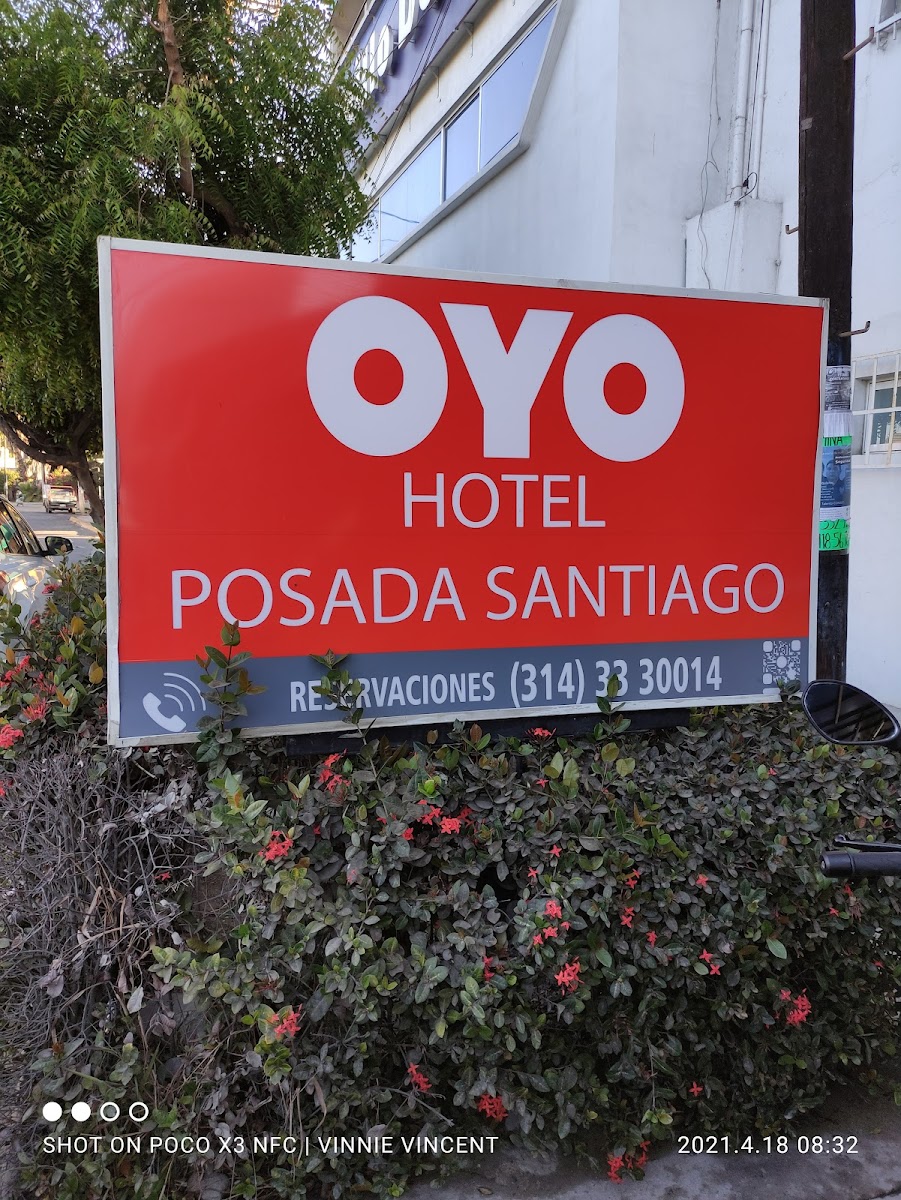 OYO
HOTEL
POSADA SANTIAGO
RESERVACIONES (314) 33 30014
SHOT ON POCO X3 NFC | VINNIE VINCENT
2021.4.18 08:32